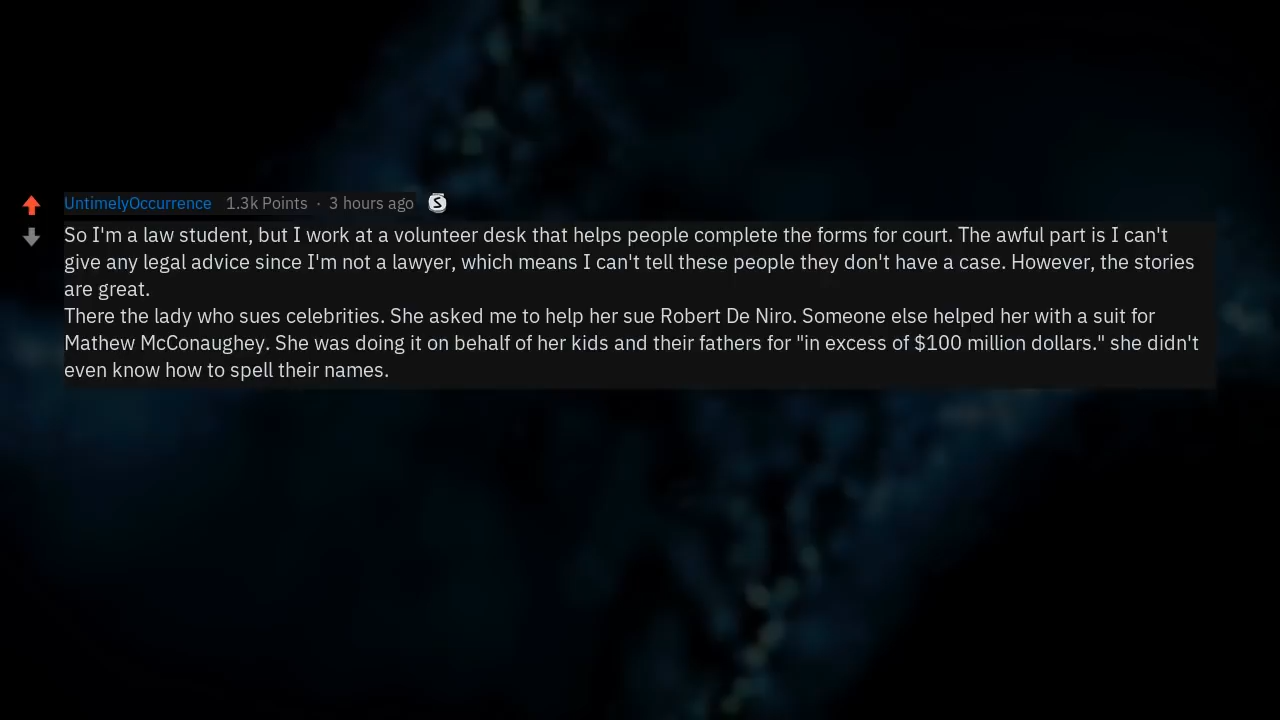 UntimelyOccurrence 1.3k Points · 3 hours ago S
So I'm a law student, but I work at a volunteer desk that helps people complete the forms for court. The awful part is I can't
give any legal advice since I'm not a lawyer, which means I can't tell these people they don't have a case. However, the stories
are great.
There the lady who sues celebrities. She asked me to help her sue Robert De Niro. Someone else helped her with a suit for
Mathew McConaughey. She was doing it on behalf of her kids and their fathers for "in excess of $100 million dollars." she didn't
even know how to spell their names.